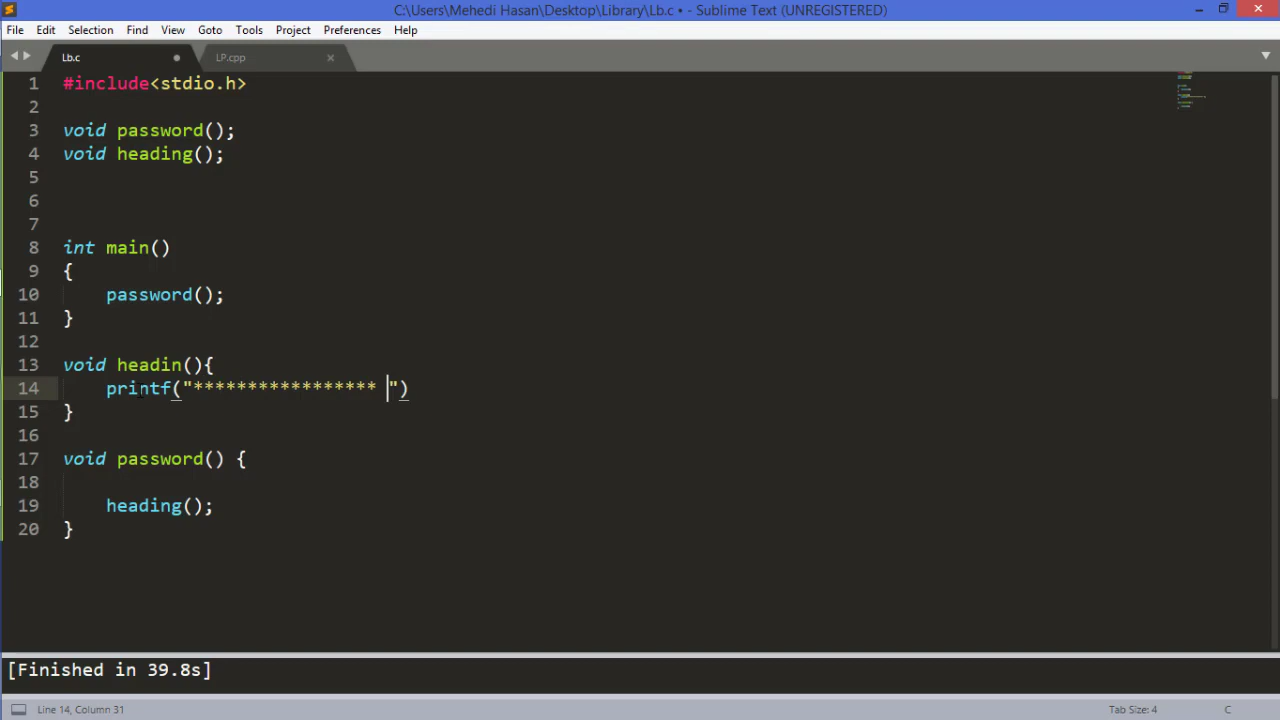 C:\Users\Mehedi Hasan\Desktop\Library\Lb.c • - Sublime Text (UNREGISTERED)
File Edit Selection Find View Goto Tools Project Preferences Help
Lb.c LP.cpp
1 #include<stdio.h>
2
3 void password();
4 void heading();
5
6
7
8 int main()
9 {
10 password();
11 }
12
13 void headin(){
14 printf("***************** ")
15 }
16
17 void password() {
18
19 heading();
20 }
[Finished in 39.8s]
Line 14, Column 31 Tab Size: 4 C